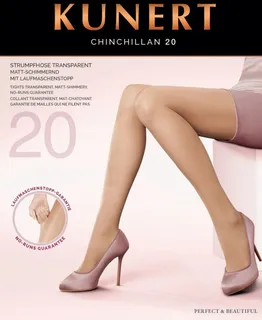 KUNERT
CHINCHILLAN 20
STRUMPFHOSE TRANSPARENT
MATT-SCHIMMERND
MIT LAUFMASCHENSTOPP
TIGHTS TRANSPARENT, MATT-SHIMMERY,
NO-RUNS GUARANTEE
COLLANT TRANSPARENT, MAT-CHATOYANT,
GARANTIE DE MAILLES QUI NE FILENT PAS
20
LAUFMASCHENSTOPP-GARANTIE
NO-RUNS GUARANTEE
PERFECT & BEAUTIFUL